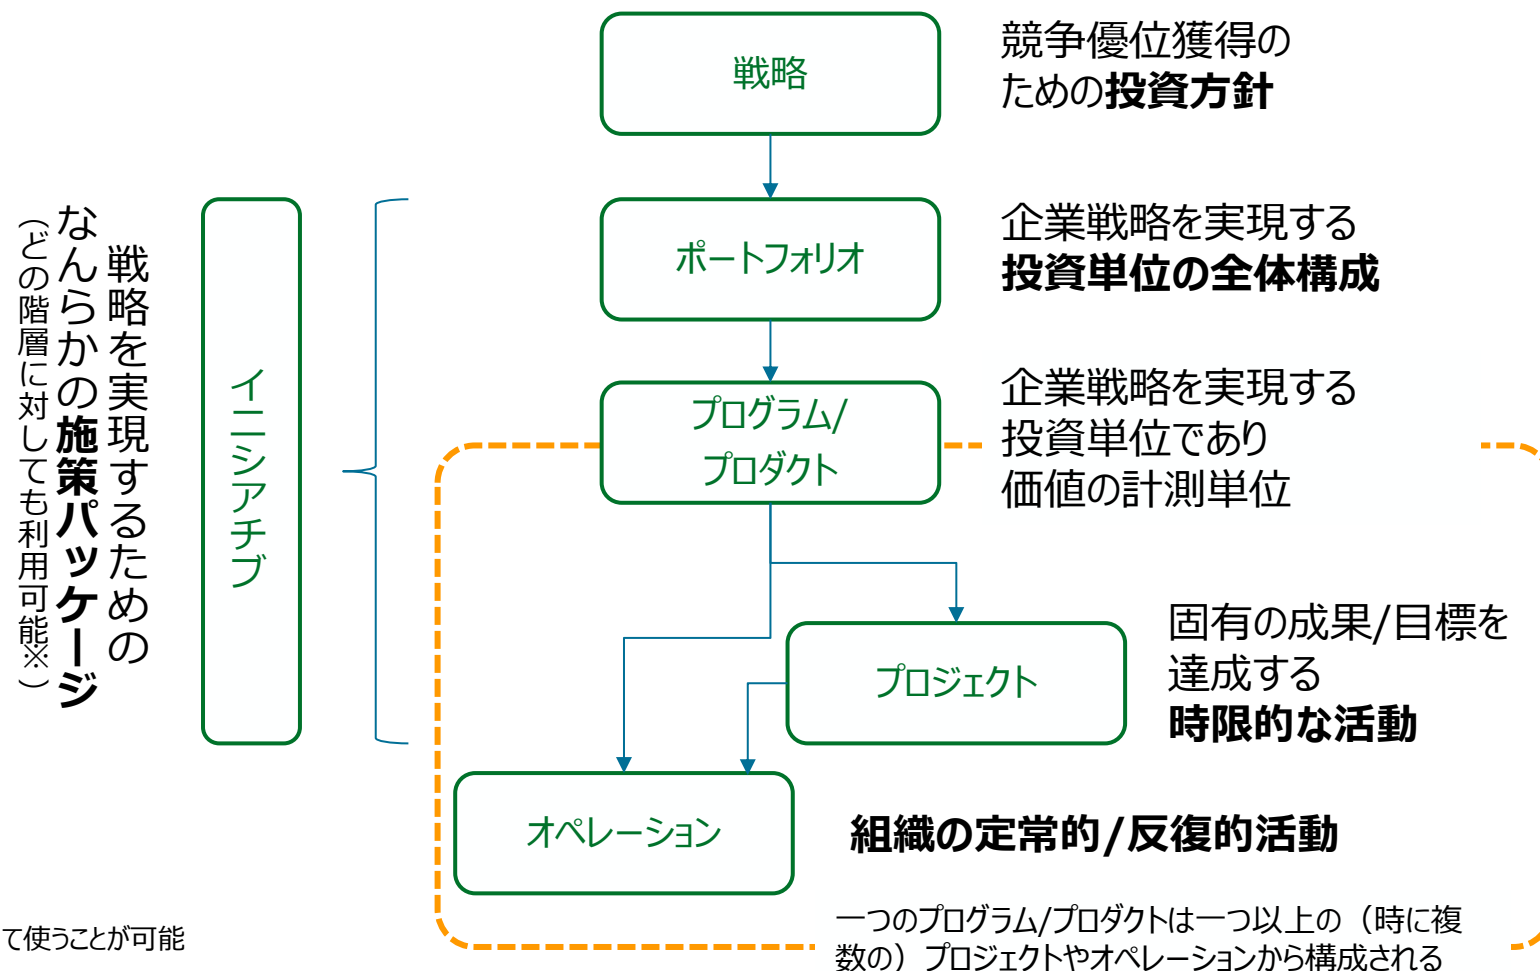 戦略
競争優位獲得の
ための投資方針
ポートフォリオ
企業戦略を実現する
投資単位の全体構成
戦略を実現するための
なんらかの施策パッケージ
（どの階層に対しても利用可能※）
イニシアチブ
プログラム/
プロダクト
企業戦略を実現する
投資単位であり
価値の計測単位
プロジェクト
固有の成果/目標を
達成する
時限的な活動
オペレーション
組織の定常的/反復的活動
一つのプログラム/プロダクトは一つ以上の（時に複
数の）プロジェクトやオペレーションから構成される
て使うことが可能